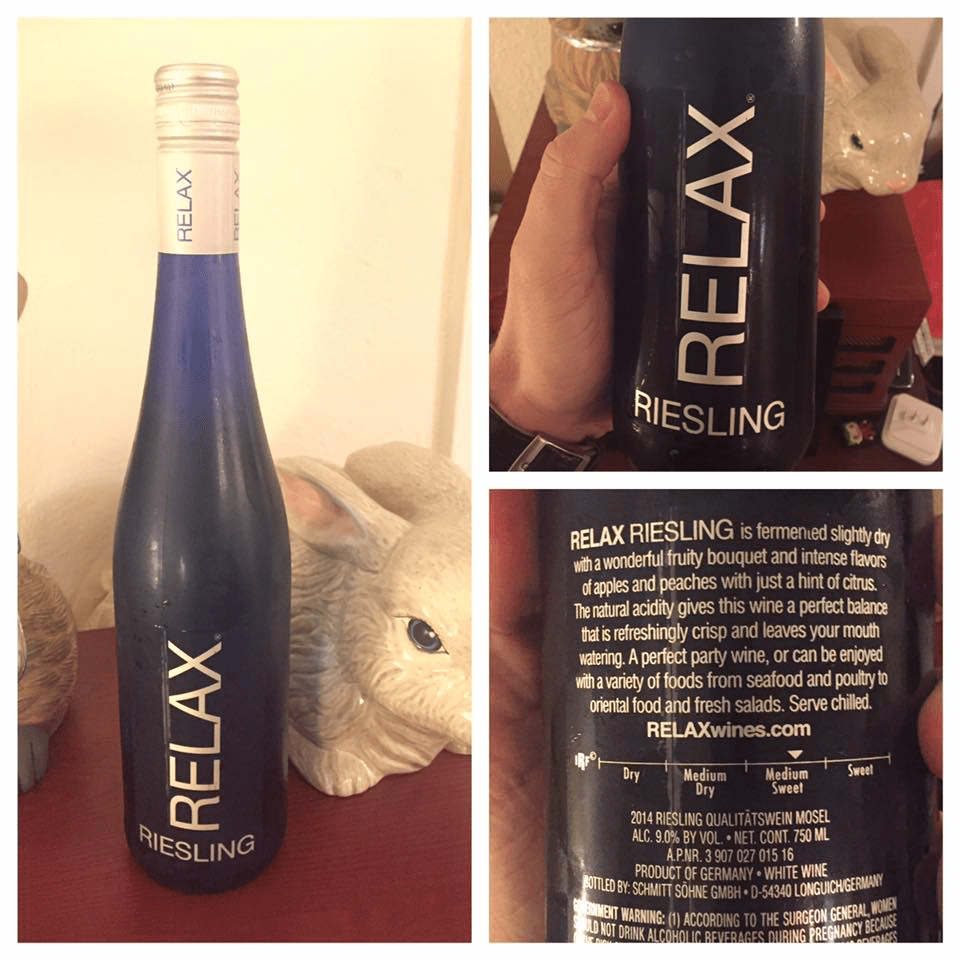 RELAX
RELAX
RELAX®
RIESLING
RELAX®
RIESLING
RELAX RIESLING is fermented slightly dry
with a wonderful fruity bouquet and intense flavors
of apples and peaches with just a hint of citrus.
The natural acidity gives this wine a perfect balance
that is refreshingly crisp and leaves your mouth
watering. A perfect party wine, or can be enjoyed
with a variety of foods from seafood and poultry to
oriental food and fresh salads. Serve chilled.
RELAXwines.com
IRF©
Dry
Medium Dry
Medium Sweet
Sweet
2014 RIESLING QUALITÄTSWEIN MOSEL
ALC. 9.0% BY VOL. • NET. CONT. 750 ML
A.P.NR. 3 907 027 015 16
PRODUCT OF GERMANY • WHITE WINE
BOTTLED BY: SCHMITT SÖHNE GMBH • D-54340 LONGUICH/GERMANY
GOVERNMENT WARNING: (1) ACCORDING TO THE SURGEON GENERAL, WOMEN
SHOULD NOT DRINK ALCOHOLIC BEVERAGES DURING PREGNANCY BECAUSE
BEVERAGES